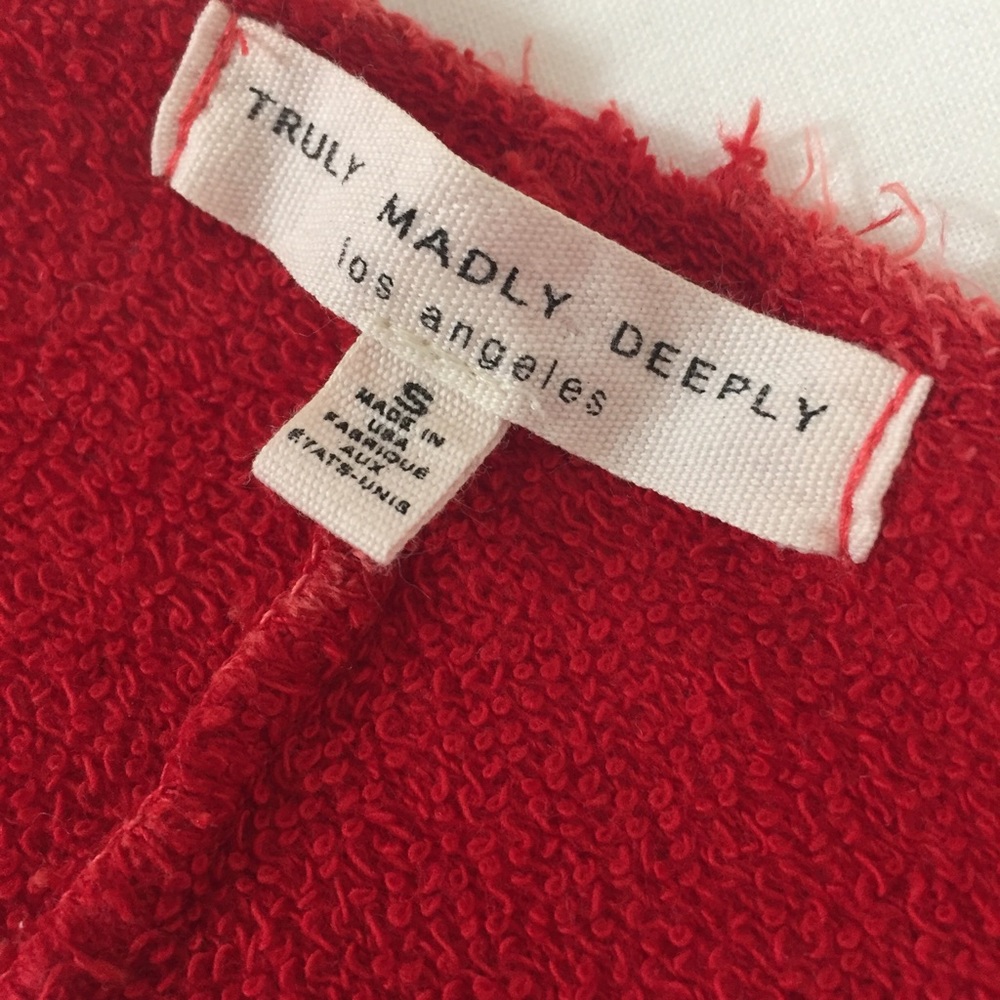 TRULY MADLY DEEPLY
los angeles
S
MADE IN
USA
FABRIQUÉ
AUX
ÉTATS-UNIS